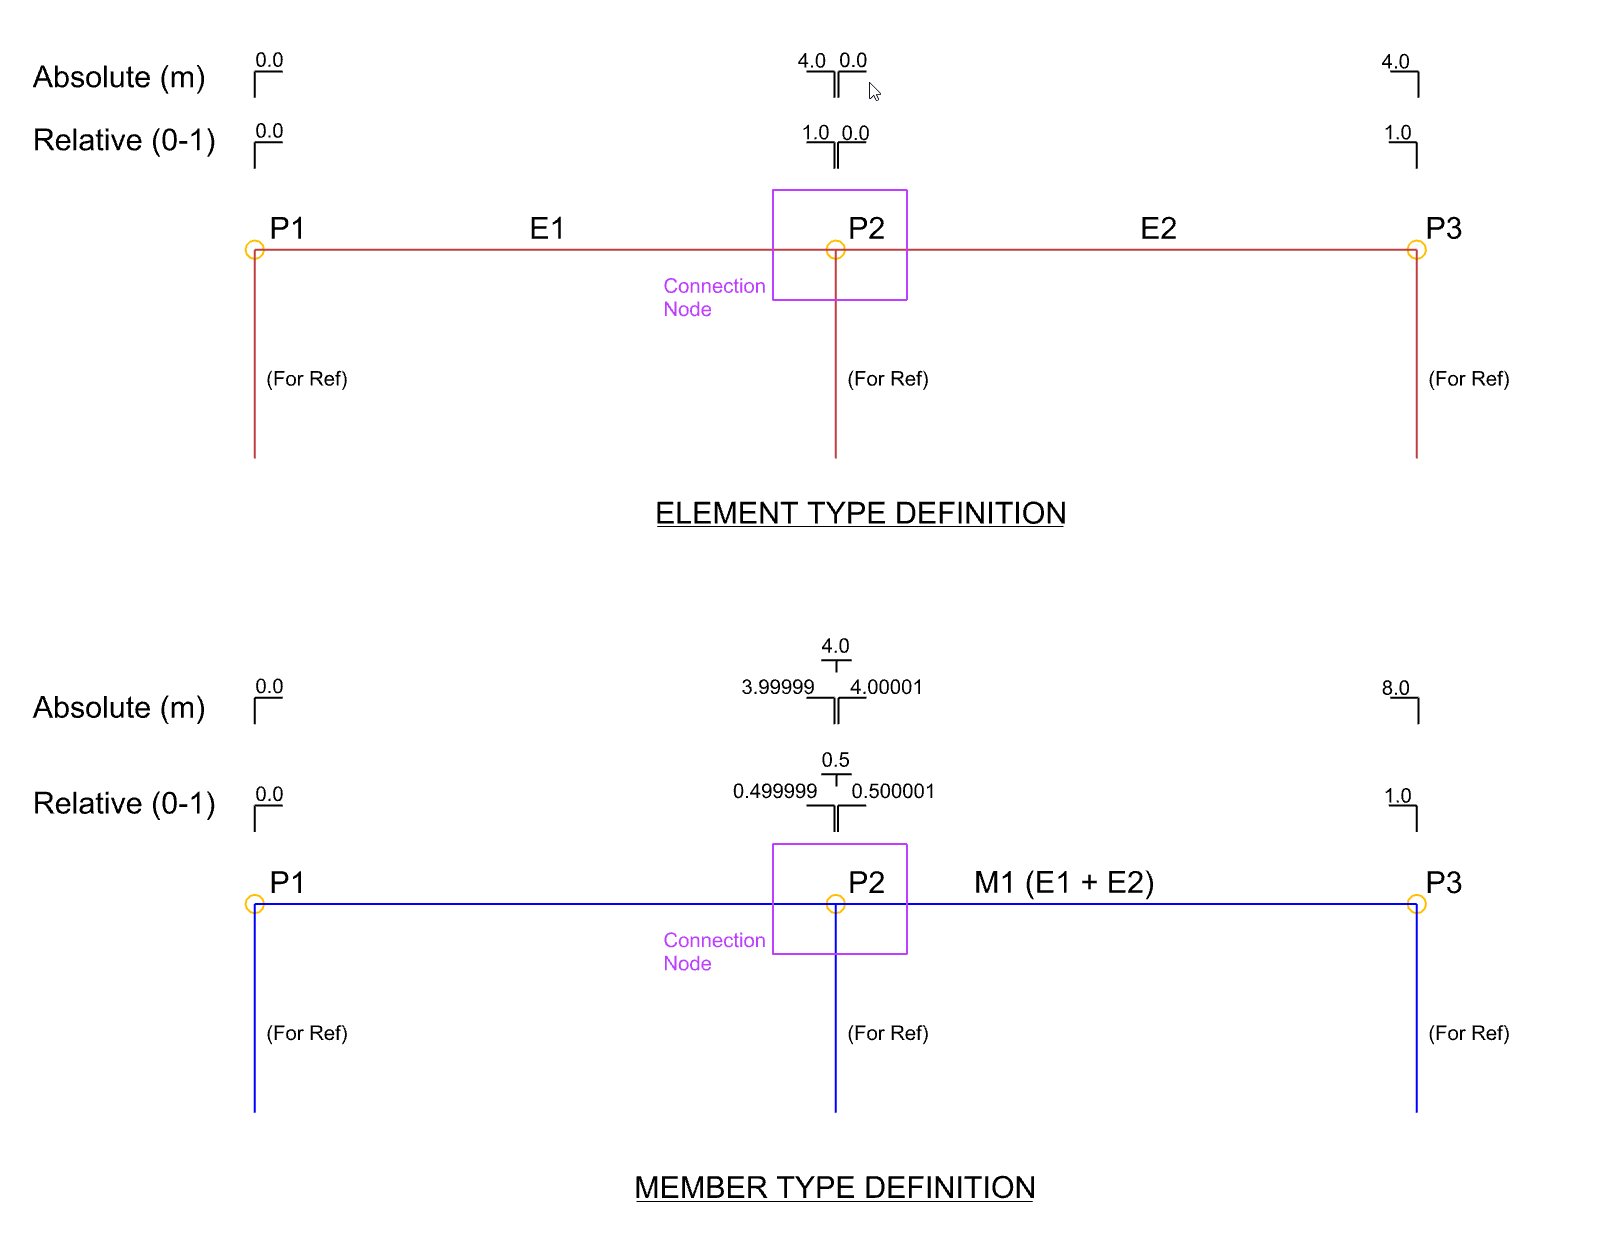 Absolute (m)
0.0
4.0 0.0
4.0
Relative (0-1)
0.0
1.0 0.0
1.0
P1
E1
P2
E2
P3
Connection
Node
(For Ref)
(For Ref)
(For Ref)
ELEMENT TYPE DEFINITION
4.0
Absolute (m)
0.0
3.99999
4.00001
8.0
0.5
Relative (0-1)
0.0
0.499999
0.500001
1.0
P1
P2
M1 (E1 + E2)
P3
Connection
Node
(For Ref)
(For Ref)
(For Ref)
MEMBER TYPE DEFINITION